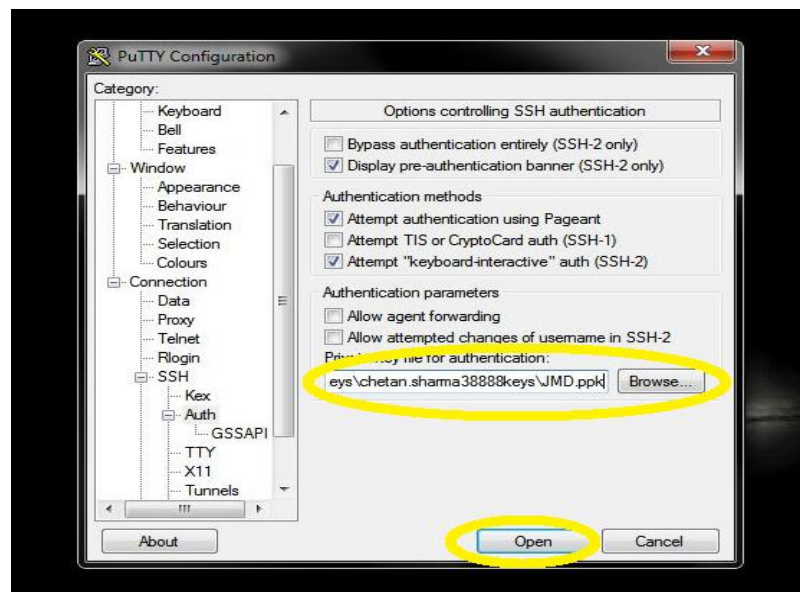 PuTTY Configuration
Category:
Keyboard
Bell
Features
Window
Appearance
Behaviour
Translation
Selection
Colours
Connection
Data
Proxy
Telnet
Rlogin
SSH
Kex
Auth
GSSAPI
TTY
X11
Tunnels
Options controlling SSH authentication
Bypass authentication entirely (SSH-2 only)
Display pre-authentication banner (SSH-2 only)
Authentication methods
Attempt authentication using Pageant
Attempt TIS or CryptoCard auth (SSH-1)
Attempt "keyboard-interactive" auth (SSH-2)
Authentication parameters
Allow agent forwarding
Allow attempted changes of username in SSH-2
Private key file for authentication:
eys\chetan.sharma38888keys\JMD.ppk
Browse...
About
Open
Cancel